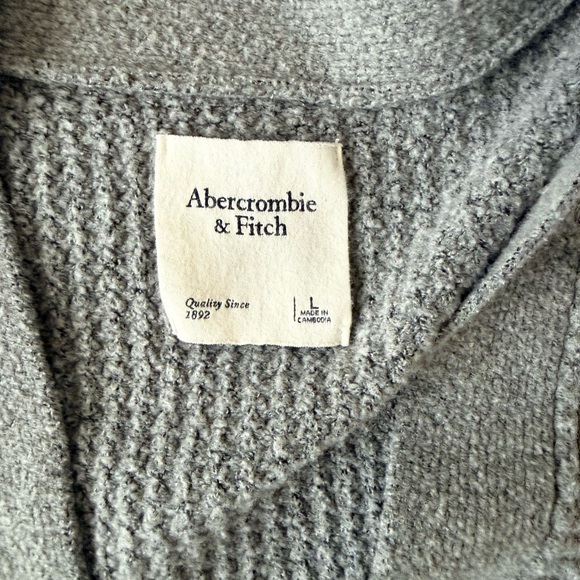 Abercrombie
& Fitch
Quality Since
1892
L
MADE IN
CAMBODIA